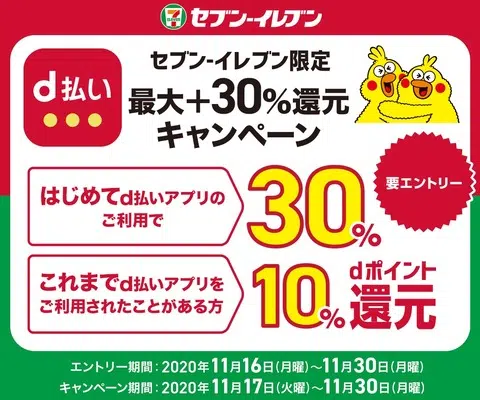 セブン-イレブン
d払い
セブン-イレブン限定
最大+30%還元
キャンペーン
はじめてd払いアプリの
ご利用で
30%
要エントリー
これまでd払いアプリを
ご利用されたことがある方
10%
dポイント
還元
エントリー期間:2020年11月16日(月曜)~11月30日(月曜)
キャンペーン期間:2020年11月17日(火曜)~11月30日(月曜)